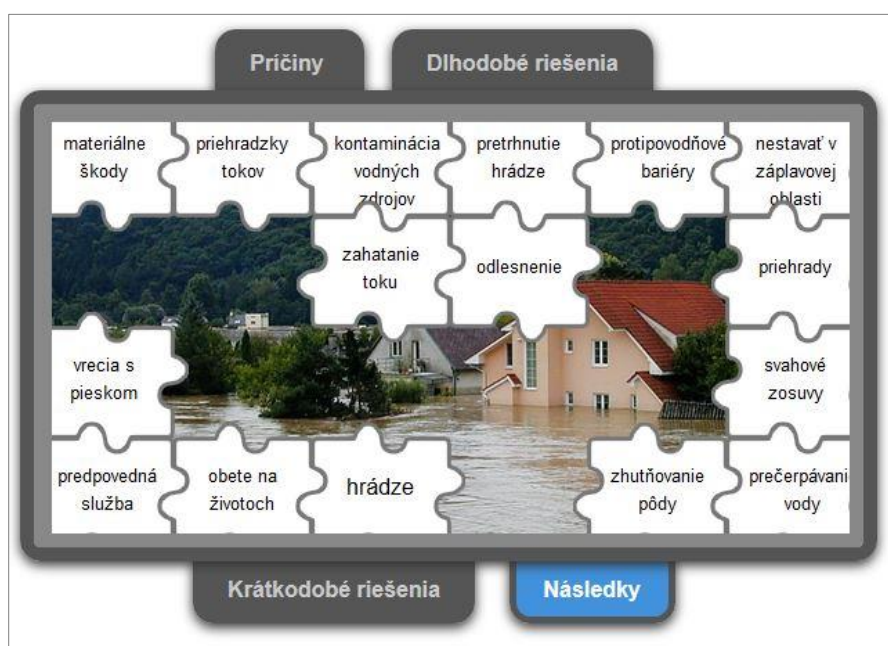 Príčiny
Dlhodobé riešenia
materiálne
škody
priehradzky
tokov
kontaminácia
vodných
zdrojov
pretrhnutie
hrádze
protipovodňové
bariéry
nestavať v
záplavovej
oblasti
zahatanie
toku
odlesnenie
priehrady
vrecia s
pieskom
svahové
zosuvy
predpovedná
služba
obete na
životoch
hrádze
zhutňovanie
pôdy
prečerpávani
vody
Krátkodobé riešenia
Následky